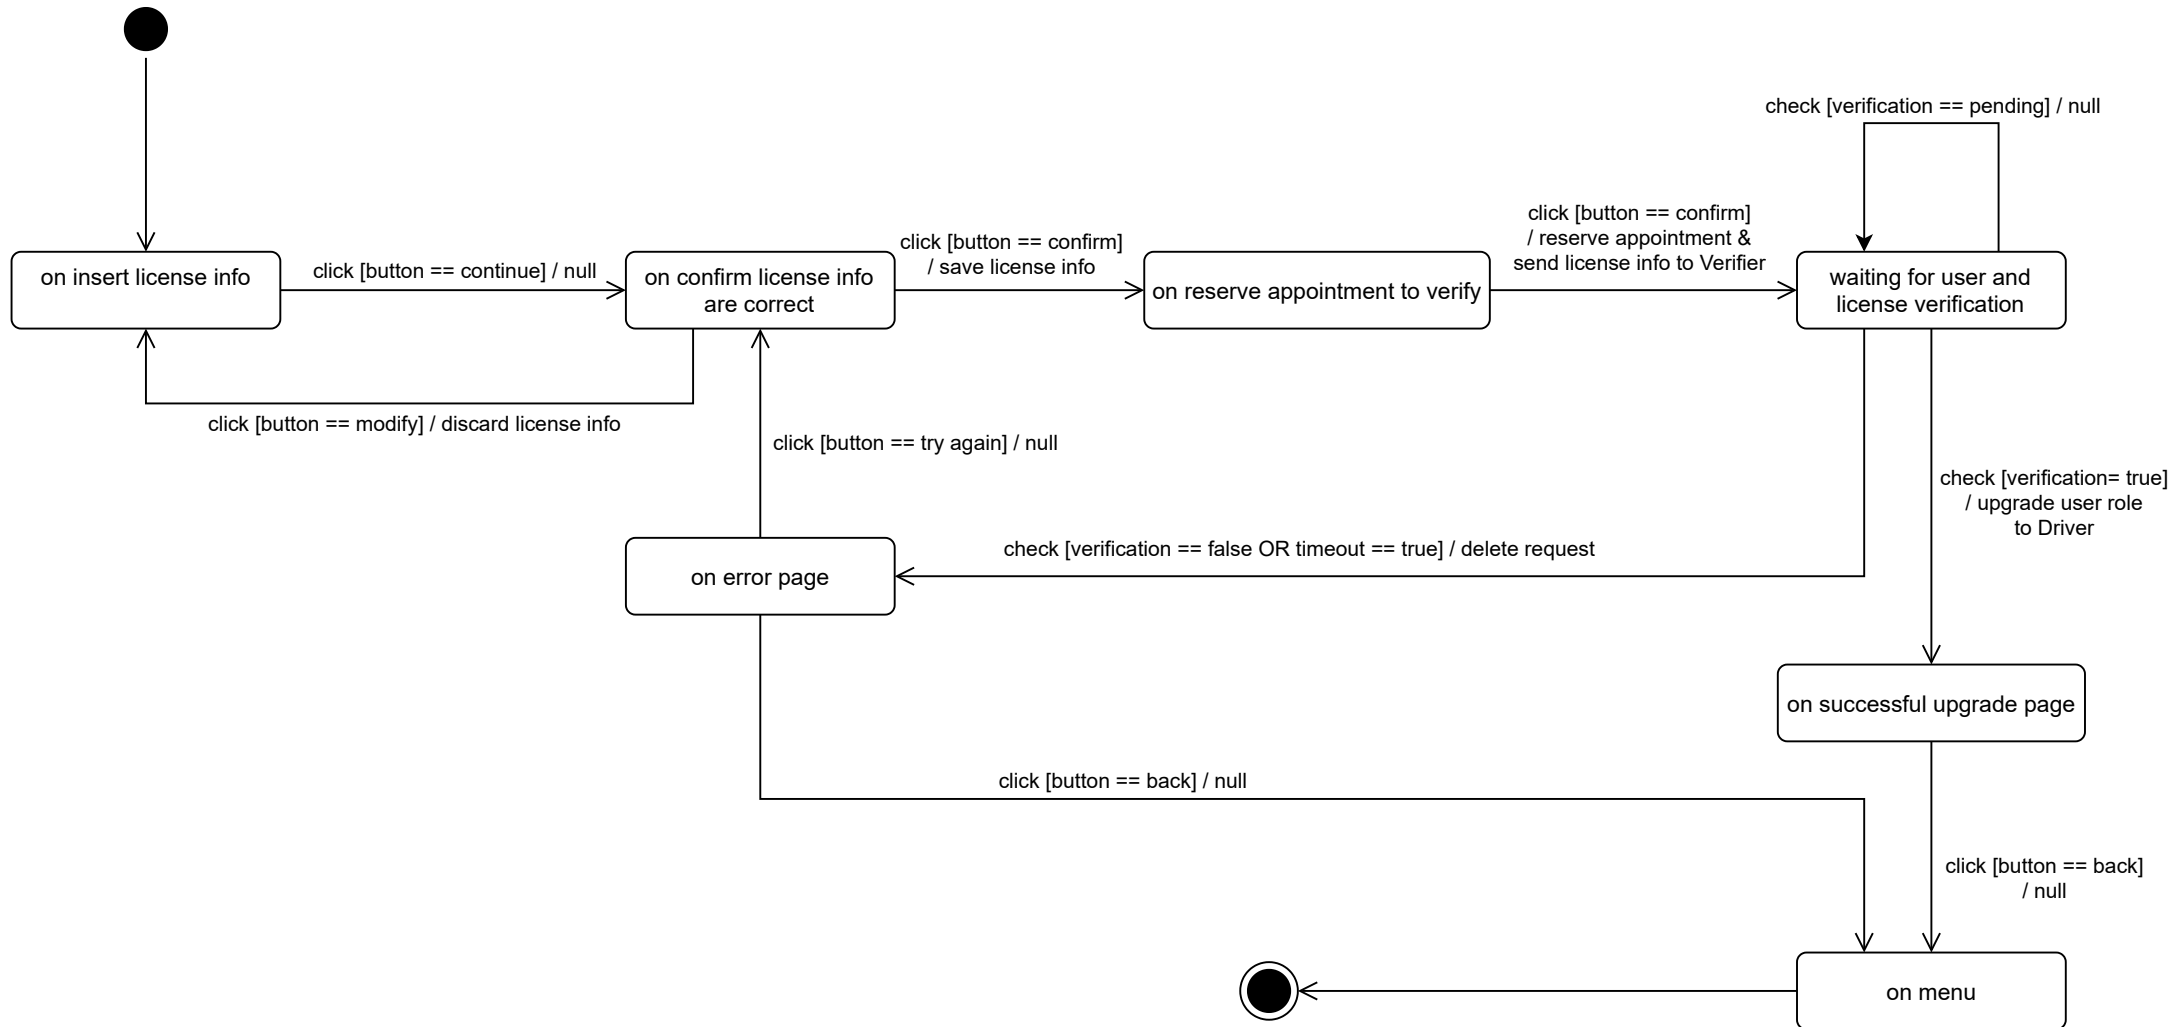 check [verification == pending] / null
click [button == confirm]
/ reserve appointment &
send license info to Verifier
click [button == confirm]
/ save license info
on insert license info
click [button == continue] / null
on confirm license info
are correct
on reserve appointment to verify
waiting for user and
license verification
click [button == modify] / discard license info
click [button == try again] / null
check [verification= true]
/ upgrade user role
to Driver
check [verification == false OR timeout == true] / delete request
on error page
on successful upgrade page
click [button == back] / null
click [button == back]
/ null
on menu